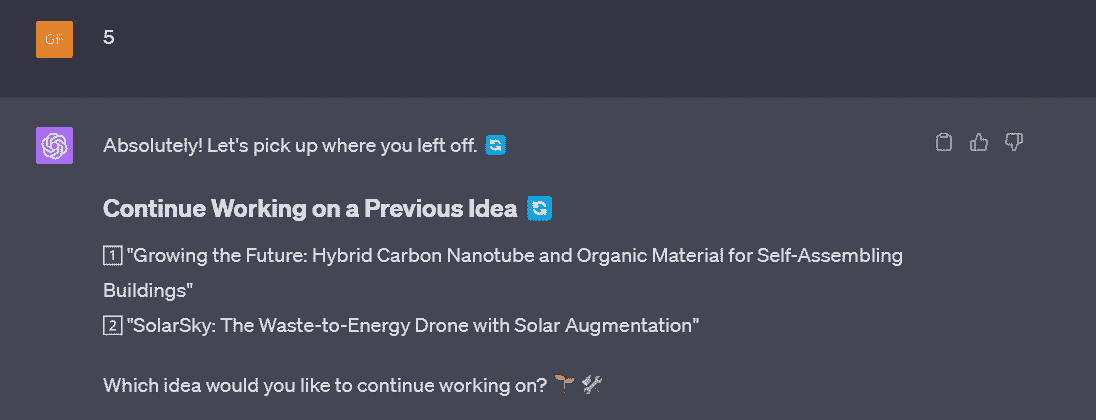 GF
5
Absolutely! Let's pick up where you left off. 🔄
Continue Working on a Previous Idea 🔄
1️⃣ "Growing the Future: Hybrid Carbon Nanotube and Organic Material for Self-Assembling
Buildings"
2️⃣ "SolarSky: The Waste-to-Energy Drone with Solar Augmentation"
Which idea would you like to continue working on? 🌱 🛠️